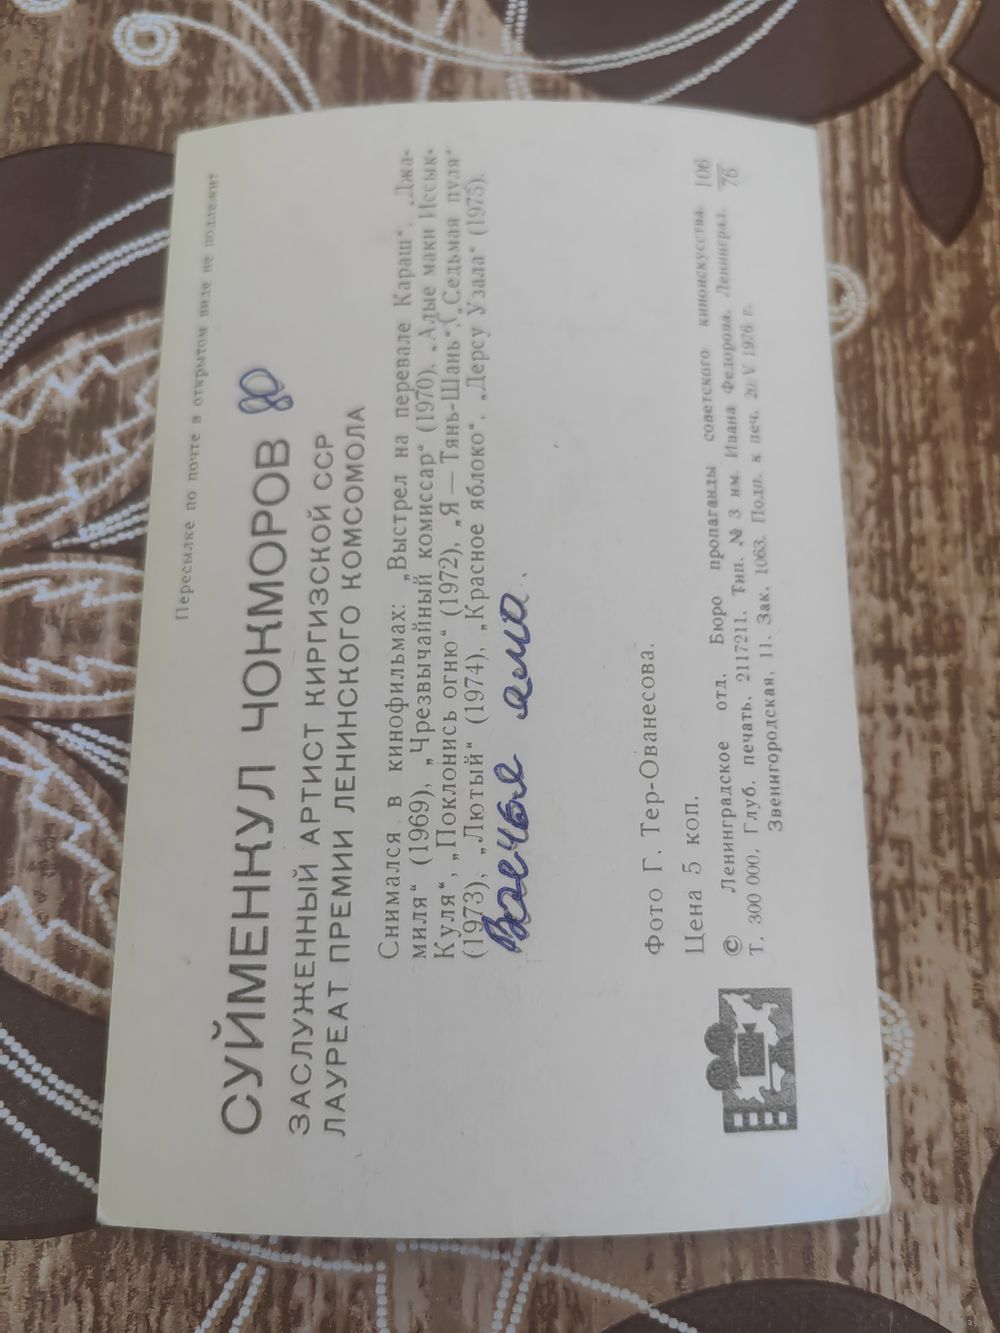 Пересылке по почте в открытом виде не подлежит
СУЙМЕНКУЛ ЧОКМОРОВ 80
ЗАСЛУЖЕННЫЙ АРТИСТ КИРГИЗСКОЙ ССР
ЛАУРЕАТ ПРЕМИИ ЛЕНИНСКОГО КОМСОМОЛА
Снимался в кинофильмах: „Выстрел на перевале Караш“, „Джа-
миля“ (1969), „Чрезвычайный комиссар“ (1970), „Алые маки Иссык-
Куля“, „Поклонись огню“ (1972), „Я — Тянь-Шань“, „Седьмая пуля“
(1973), „Лютый“ (1974), „Красное яблоко“, „Дерсу Узала“ (1975).
Волчья яма.
Фото Г. Тер-Ованесова.
Цена 5 коп.
© Ленинградское отд. Бюро пропаганды советского киноискусства. 106
Т. 300 000. Глуб. печать. 2117211. Тип. № 3 им. Ивана Федорова. Ленинград, 76
Звенигородская, 11. Зак. 1063. Подп. к печ. 20/V 1976 г.